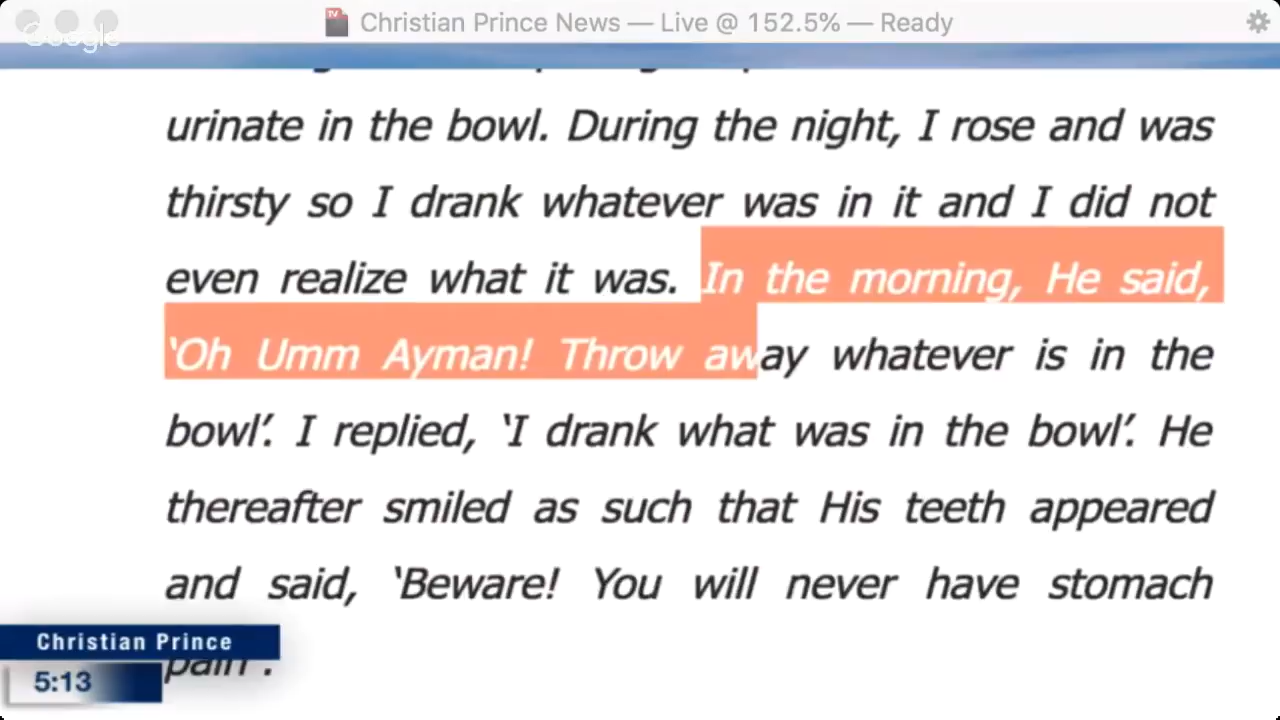 Christian Prince News — Live @ 152.5% — Ready
Google
urinate in the bowl. During the night, I rose and was
thirsty so I drank whatever was in it and I did not
even realize what it was. In the morning, He said,
‘Oh Umm Ayman! Throw away whatever is in the
bowl’. I replied, ‘I drank what was in the bowl’. He
thereafter smiled as such that His teeth appeared
and said, ‘Beware! You will never have stomach
pain’.
Christian Prince
5:13